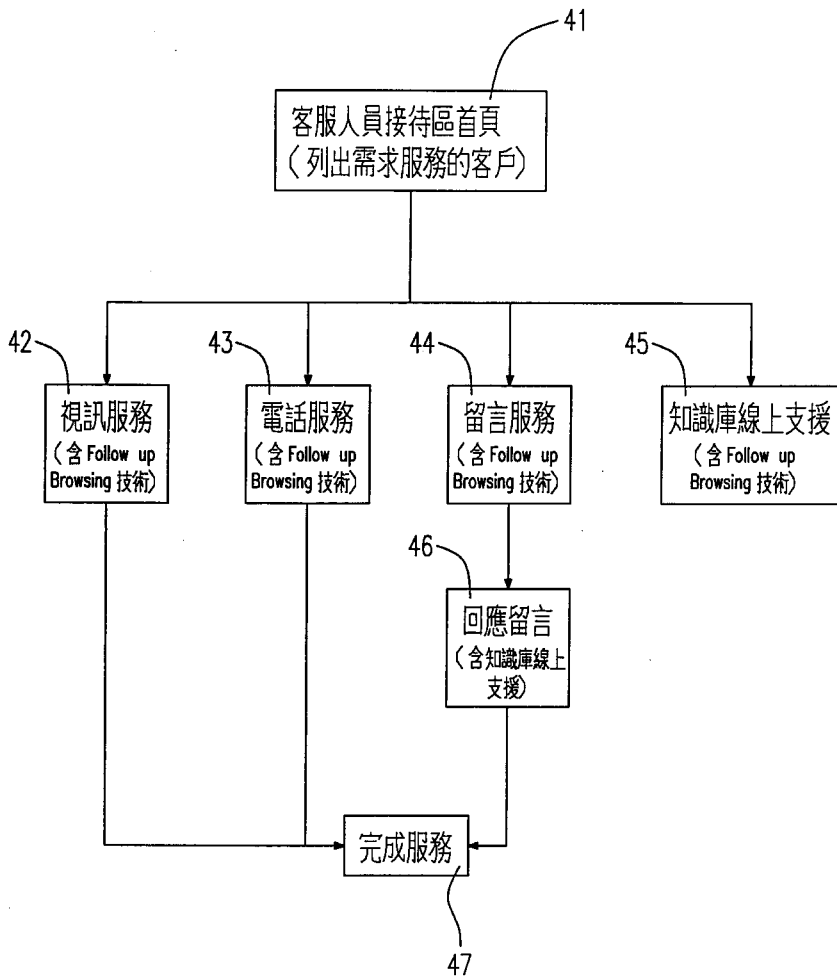 41
客服人員接待區首頁
(列出需求服務的客戶)
42
43
44
45
視訊服務
(含 Follow up
Browsing 技術)
電話服務
(含 Follow up
Browsing 技術)
留言服務
(含 Follow up
Browsing 技術)
知識庫線上支援
(含 Follow up
Browsing 技術)
46
回應留言
(含知識庫線上
支援)
完成服務
47